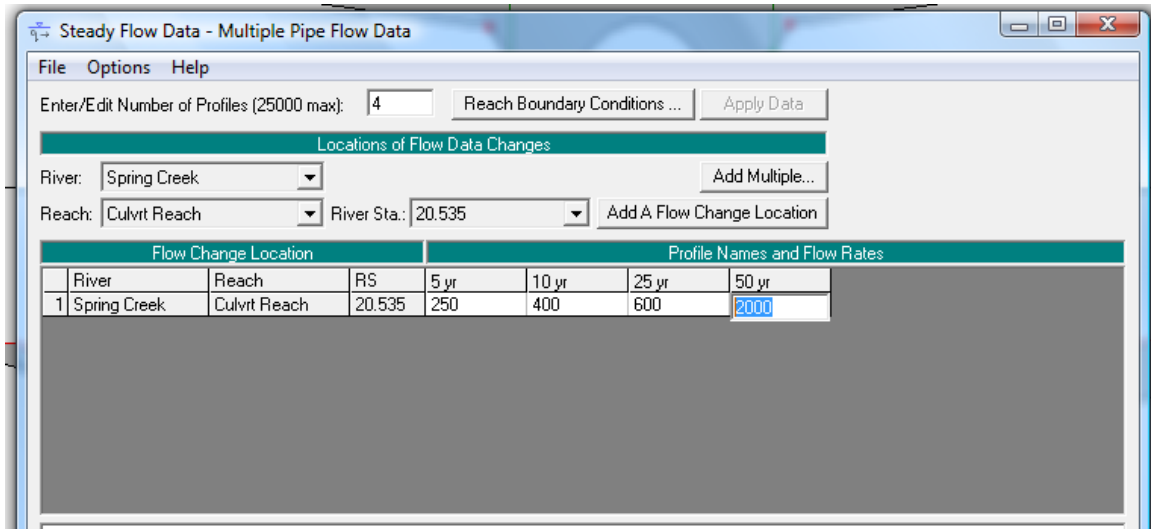 Steady Flow Data - Multiple Pipe Flow Data
File Options Help
Enter/Edit Number of Profiles (25000 max): 4 Reach Boundary Conditions ... Apply Data
Locations of Flow Data Changes
River: Spring Creek Add Multiple...
Reach: Culvrt Reach River Sta.: 20.535 Add A Flow Change Location
Flow Change Location Profile Names and Flow Rates
River Reach RS 5 yr 10 yr 25 yr 50 yr
1 Spring Creek Culvrt Reach 20.535 250 400 600 2000